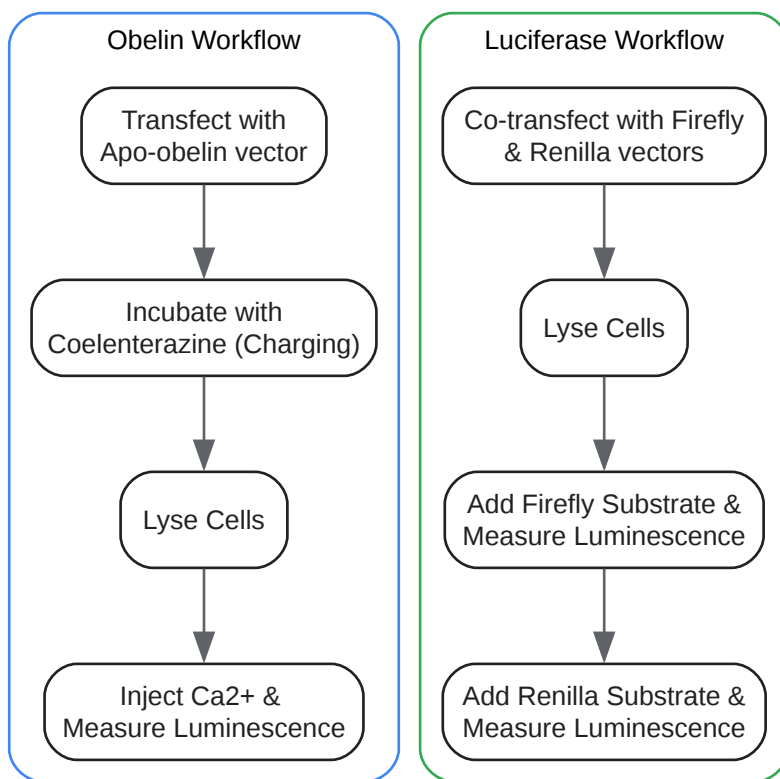 Obelin Workflow
Transfect with
Apo-obelin vector
Incubate with
Coelenterazine (Charging)
Lyse Cells
Inject Ca2+ &
Measure Luminescence
Luciferase Workflow
Co-transfect with Firefly
& Renilla vectors
Lyse Cells
Add Firefly Substrate &
Measure Luminescence
Add Renilla Substrate &
Measure Luminescence